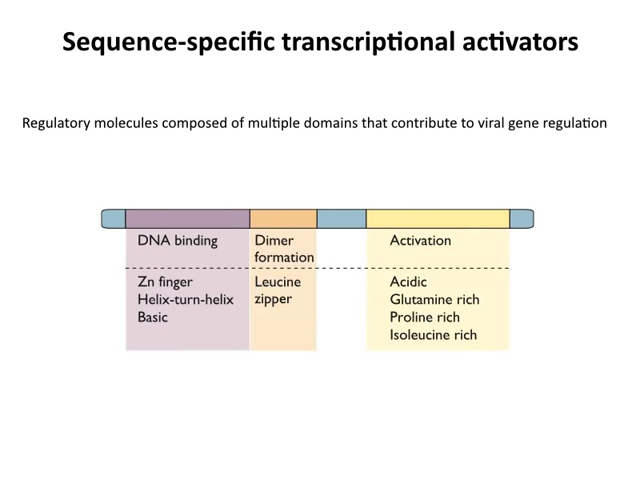 Sequence-specific transcriptional activators
Regulatory molecules composed of multiple domains that contribute to viral gene regulation
DNA binding
Zn finger
Helix-turn-helix
Basic
Dimer
formation
Leucine
zipper
Activation
Acidic
Glutamine rich
Proline rich
Isoleucine rich